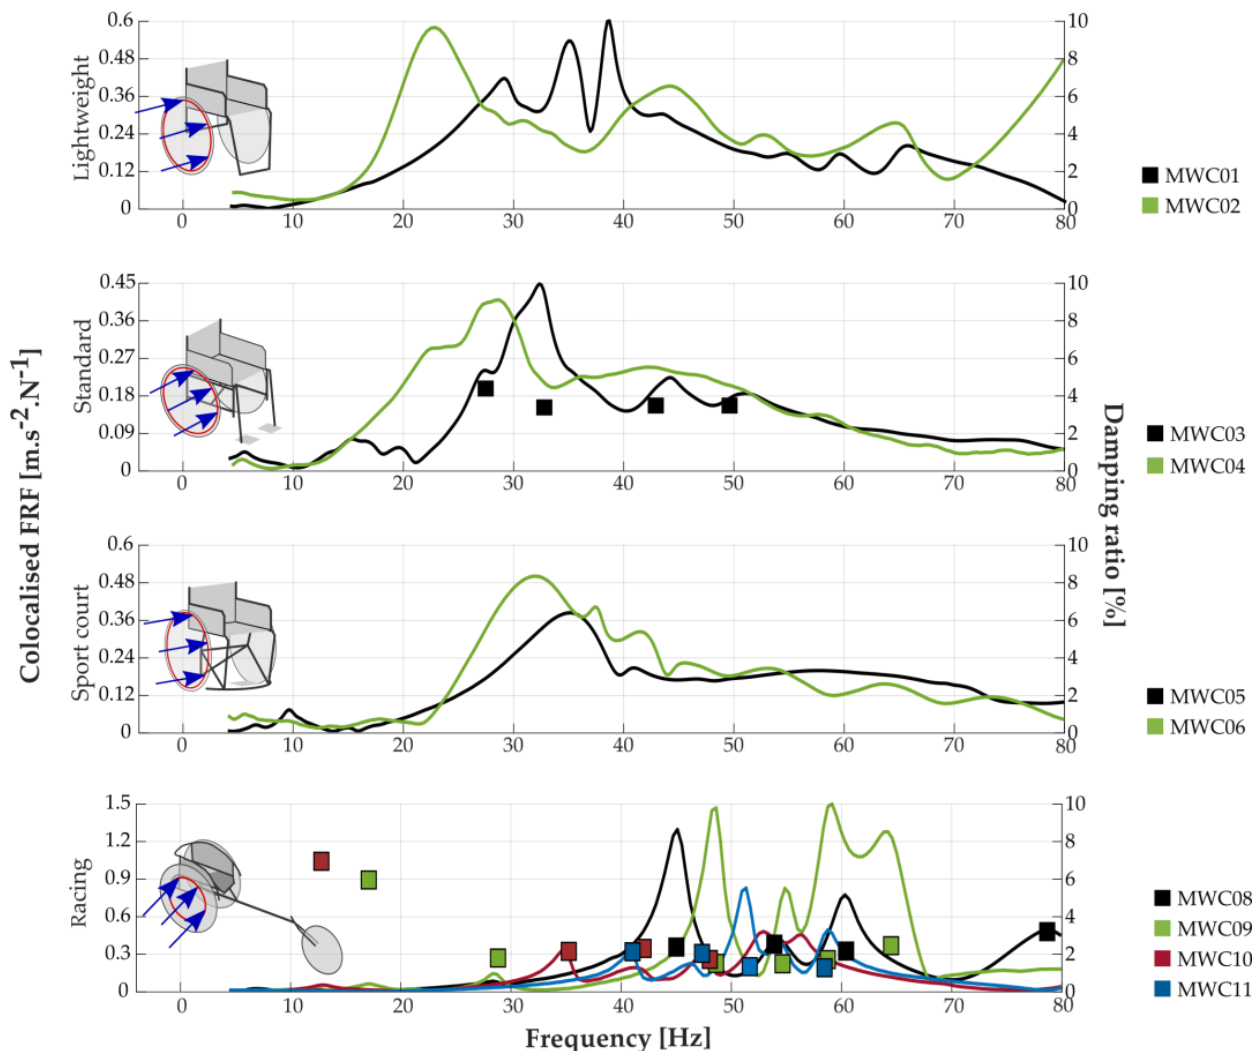 Colocalised FRF [m.s-2.N-1]
Damping ratio [%]
Lightweight
0.6
0.48
0.36
0.24
0.12
0
10
8
6
4
2
0
0 10 20 30 40 50 60 70 80
MWC01
MWC02
Standard
0.45
0.36
0.27
0.18
0.09
0
10
8
6
4
2
0
0 10 20 30 40 50 60 70 80
MWC03
MWC04
Sport court
0.6
0.48
0.36
0.24
0.12
0
10
8
6
4
2
0
0 10 20 30 40 50 60 70 80
MWC05
MWC06
Racing
1.5
1.2
0.9
0.6
0.3
0
10
8
6
4
2
0
0 10 20 30 40 50 60 70 80
MWC08
MWC09
MWC10
MWC11
Frequency [Hz]